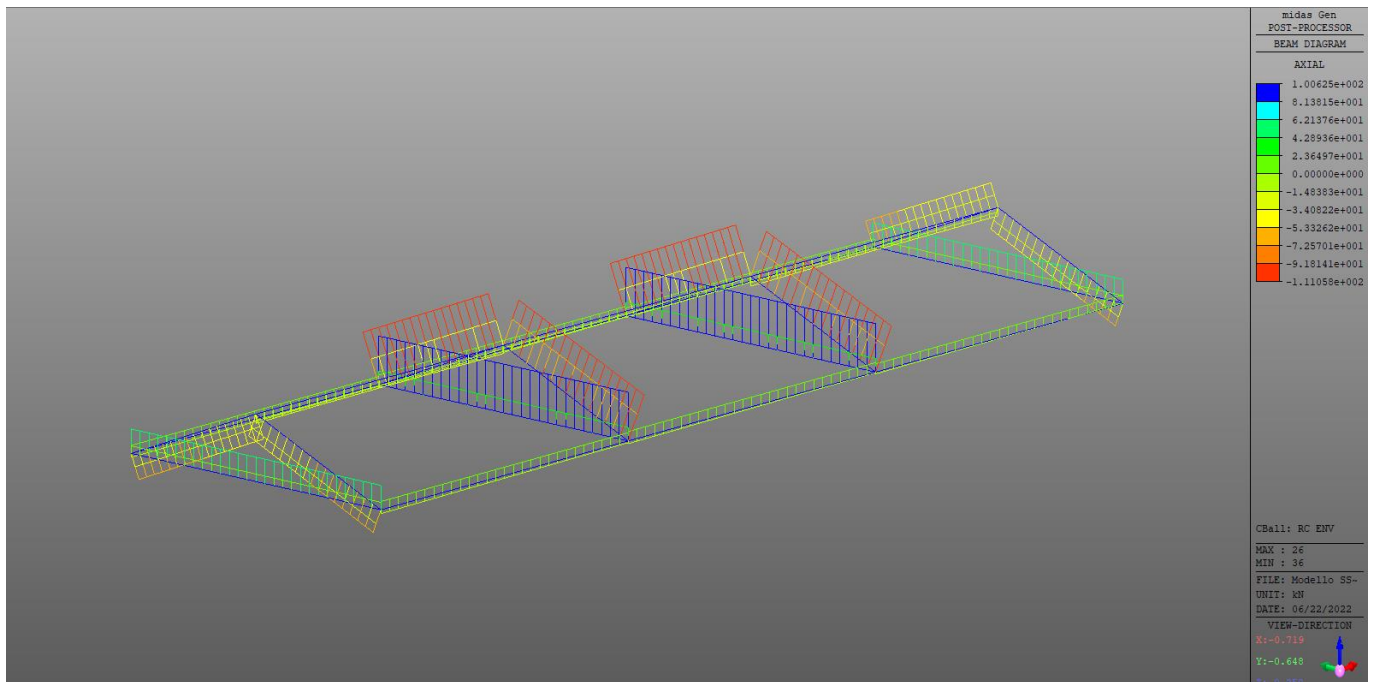 midas Gen
POST-PROCESSOR
BEAM DIAGRAM
AXIAL
1.00625e+002
8.13815e+001
6.21376e+001
4.28936e+001
2.36497e+001
0.00000e+000
-1.48383e+001
-3.40822e+001
-5.33262e+001
-7.25701e+001
-9.18141e+001
-1.11058e+002
CBall: RC ENV
MAX : 26
MIN : 36
FILE: Modello SS~
UNIT: kN
DATE: 06/22/2022
VIEW-DIRECTION
X:-0.719
Y:-0.648